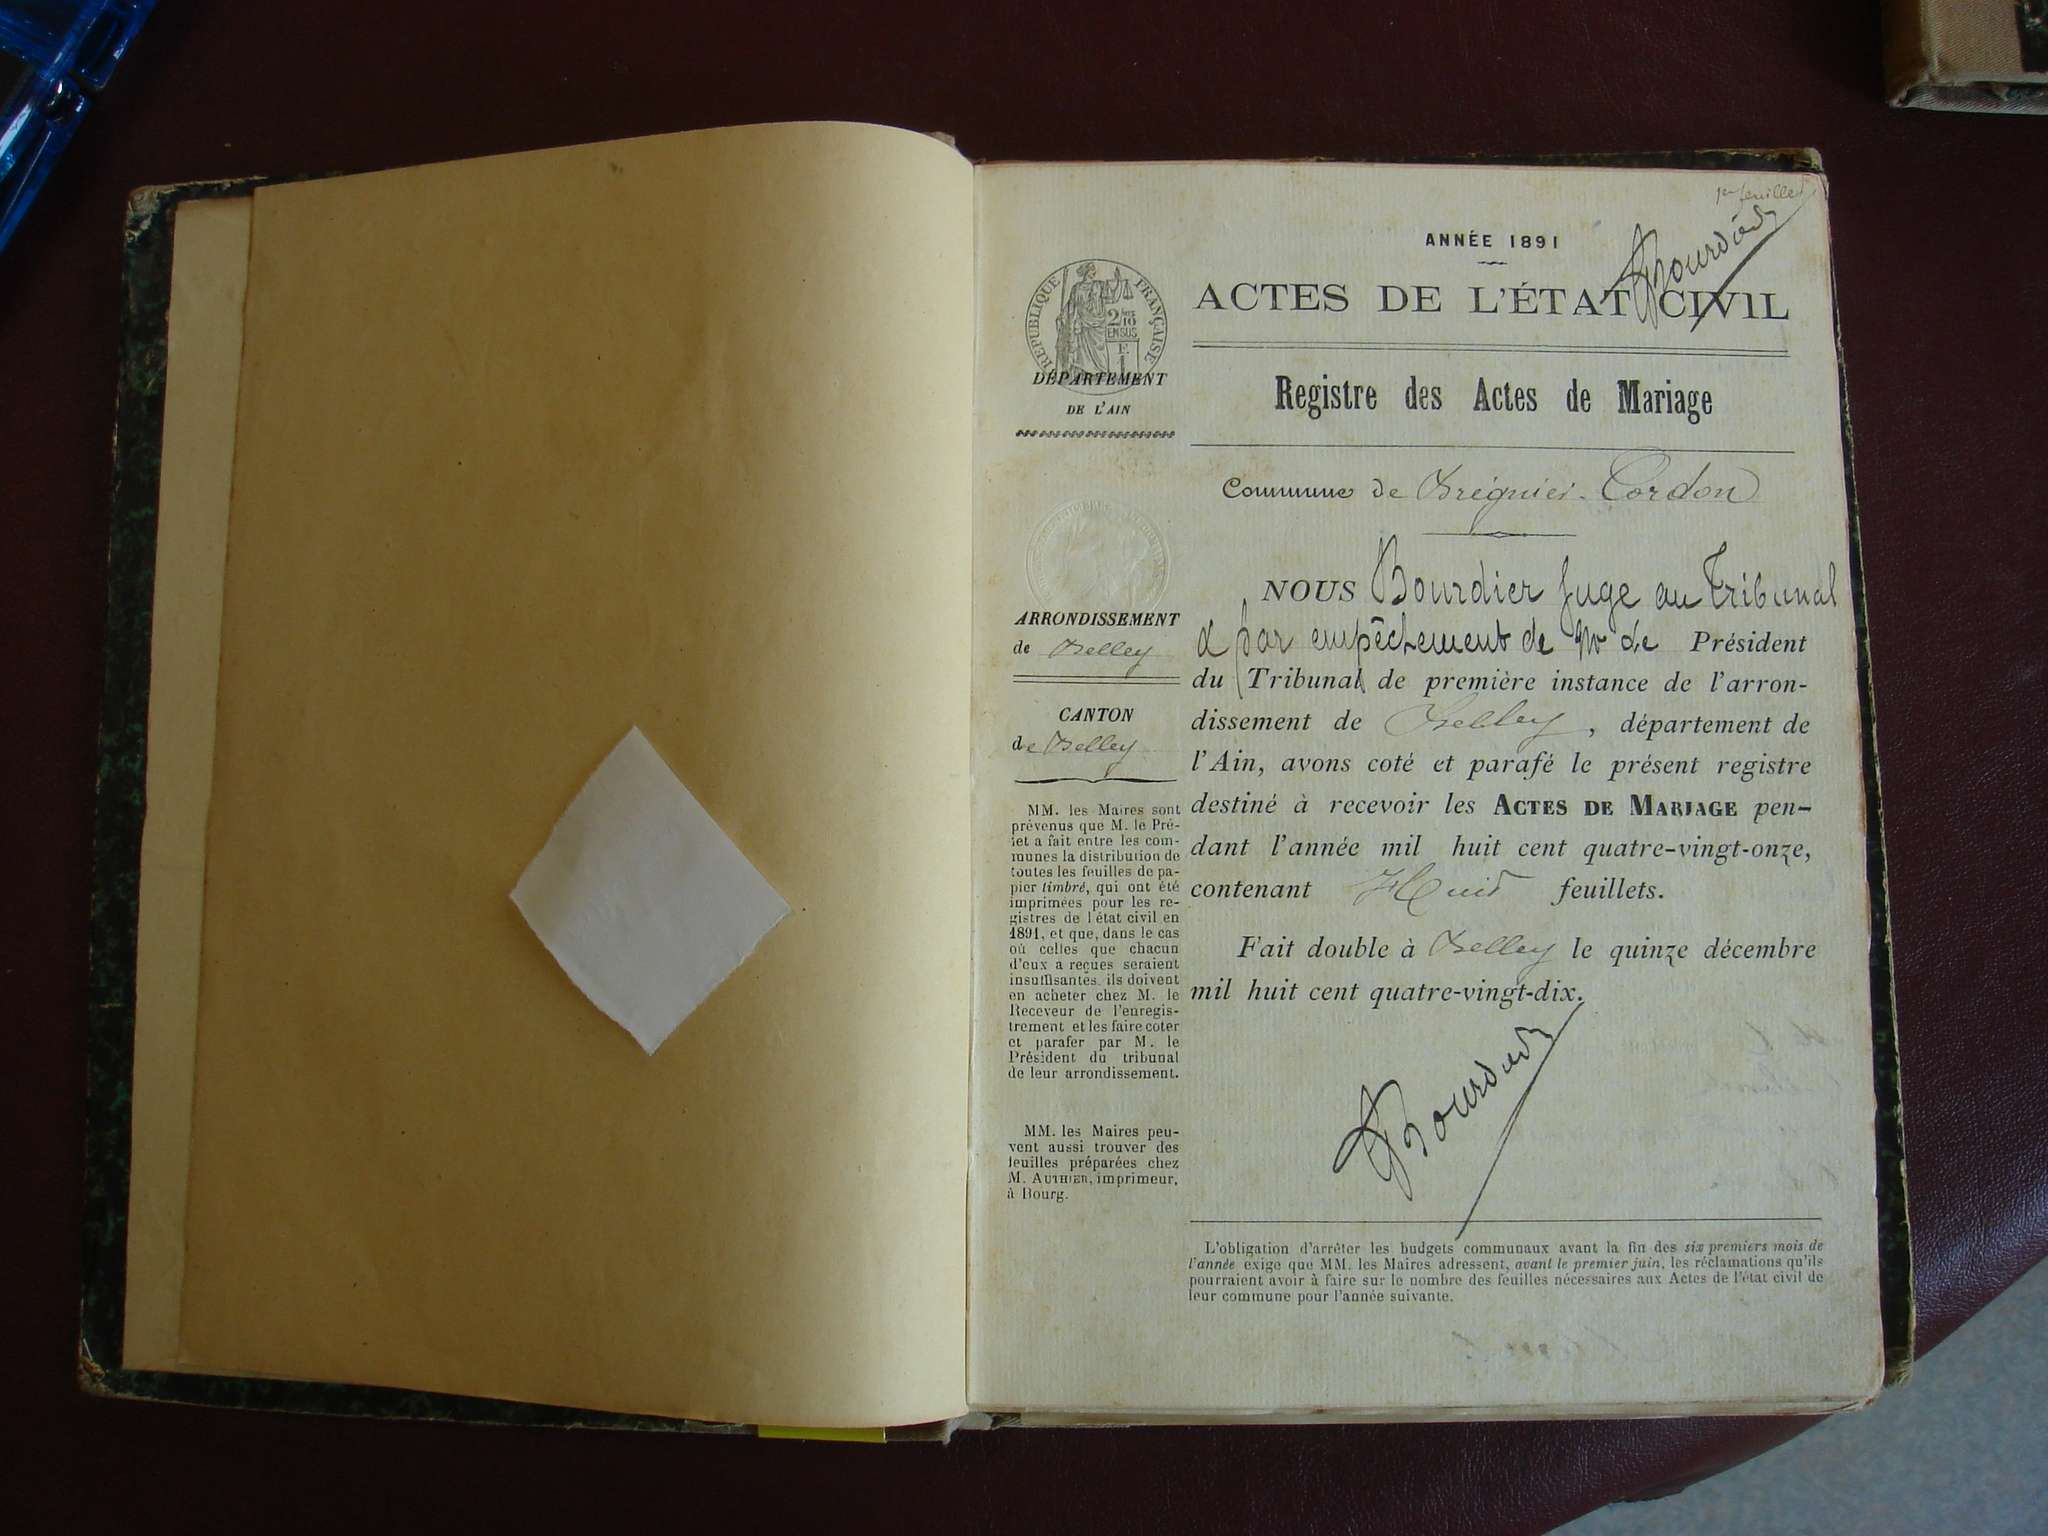 1er feuillet
Bourdier
ANNÉE 1891
ACTES DE L'ÉTAT CIVIL
Registre des Actes de Mariage
Commune de Brégnier-Cordon
NOUS Bourdier Juge au Tribunal
& par empêchement de Mr le Président
du Tribunal de première instance de l'arron-
dissement de Belley, département de
l'Ain, avons coté et parafé le présent registre
destiné à recevoir les ACTES DE MARIAGE pen-
dant l'année mil huit cent quatre-vingt-onze,
contenant Huit feuillets.
Fait double à Belley le quinze décembre
mil huit cent quatre-vingt-dix.
Bourdier
L'obligation d'arrêter les budgets communaux avant la fin des six premiers mois de
l'année exige que MM. les Maires adressent, avant le premier juin, les réclamations qu'ils
pourraient avoir à faire sur le nombre des feuilles nécessaires aux Actes de l'état civil de
leur commune pour l'année suivante.
RÉPUBLIQUE FRANÇAISE
2/10
EN SUS
F.
1
DÉPARTEMENT
DE L'AIN
ARRONDISSEMENT
de Belley
CANTON
de Belley
MM. les Maires sont
prévenus que M. le Pré-
fet a fait entre les com-
munes la distribution de
toutes les feuilles de pa-
pier timbré, qui ont été
imprimées pour les re-
gistres de l'état civil en
1891, et que, dans le cas
où celles que chacun
d'eux a reçues seraient
insuffisantes, ils doivent
en acheter chez M. le
Receveur de l'enregis-
trement et les faire coter
et parafer par M. le
Président du tribunal
de leur arrondissement.
MM. les Maires peu-
vent aussi trouver des
feuilles préparées chez
M. AUTHIER, imprimeur,
à Bourg.